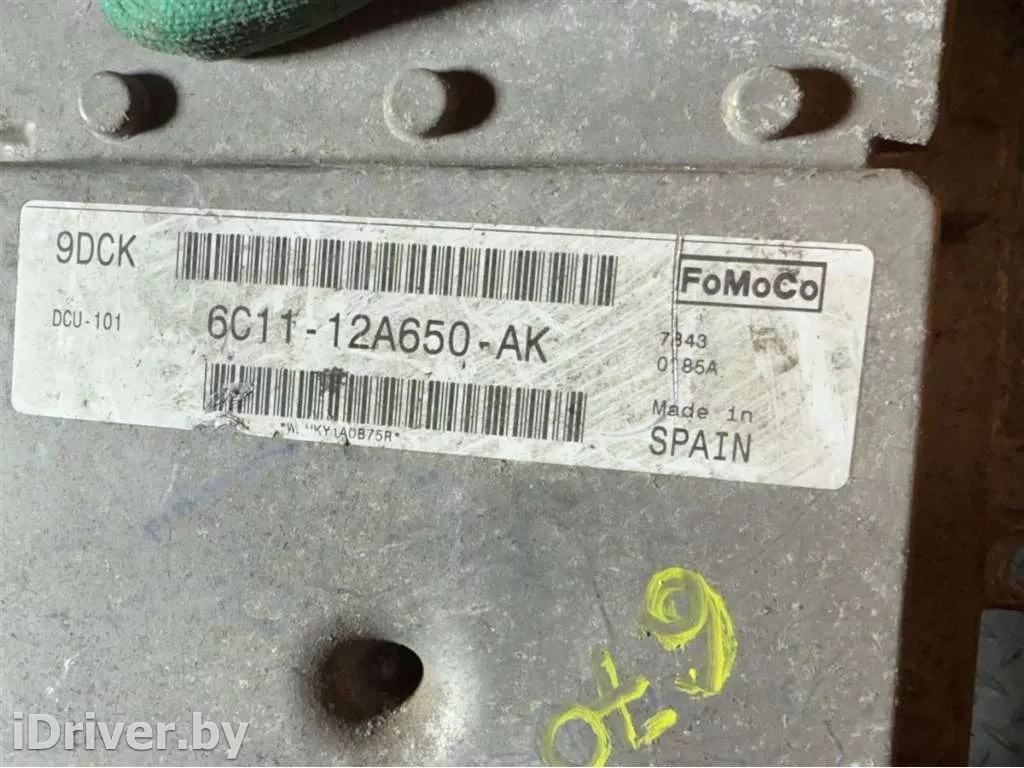 9DCK
FoMoCo
DCU-101
6C11-12A650-AK
7343
0185A
Made in
SPAIN
iDriver.by